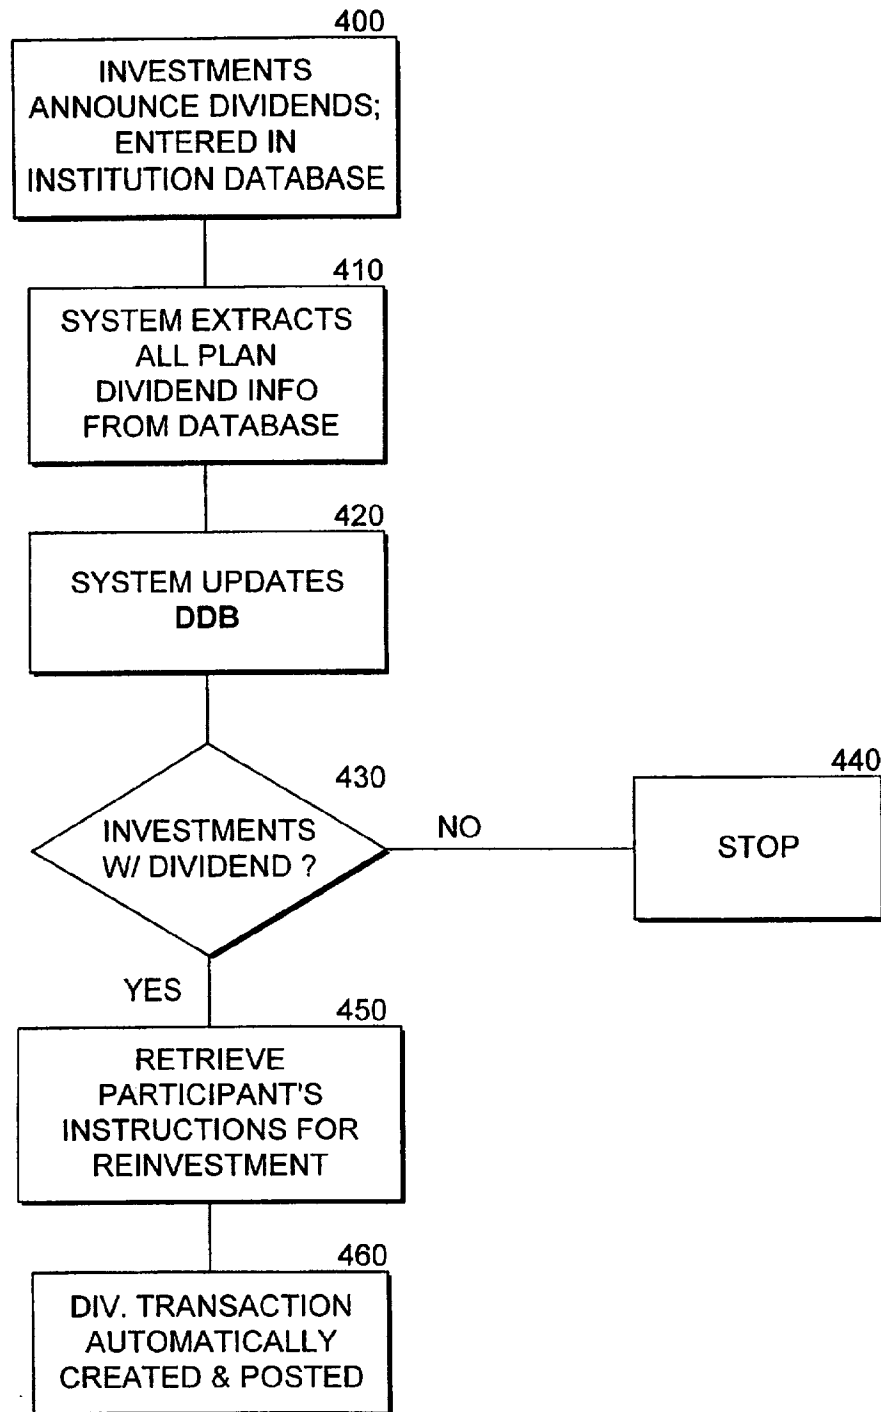 400
INVESTMENTS
ANNOUNCE DIVIDENDS;
ENTERED IN
INSTITUTION DATABASE
410
SYSTEM EXTRACTS
ALL PLAN
DIVIDEND INFO
FROM DATABASE
420
SYSTEM UPDATES
DDB
430
INVESTMENTS
W/ DIVIDEND ?
NO
440
STOP
YES
450
RETRIEVE
PARTICIPANT'S
INSTRUCTIONS FOR
REINVESTMENT
460
DIV. TRANSACTION
AUTOMATICALLY
CREATED & POSTED